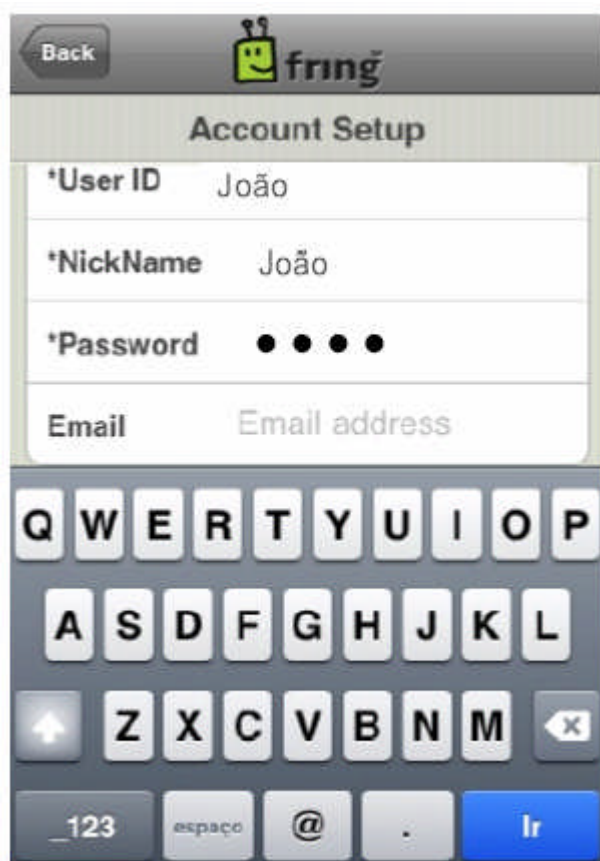 Back fring
Account Setup
*User ID João
*NickName João
*Password ● ● ● ●
Email Email address
Q W E R T Y U I O P
A S D F G H J K L
Z X C V B N M
_123 espaço @ . Ir